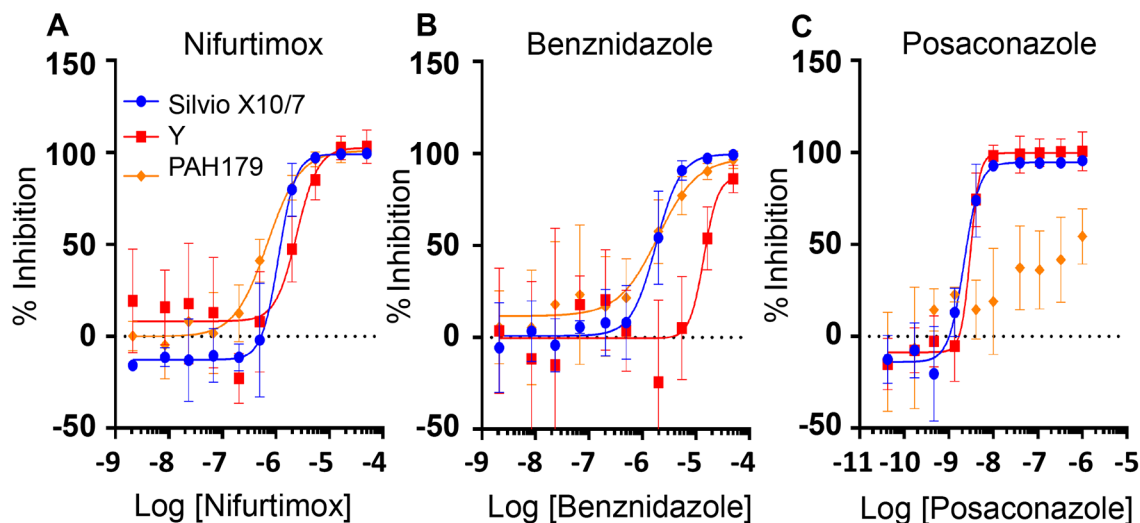 A
Nifurtimox
% Inhibition
150
100
50
0
-50
Silvio X10/7
Y
PAH179
-9 -8 -7 -6 -5 -4
Log [Nifurtimox]
B
Benznidazole
% Inhibition
150
100
50
0
-50
-9 -8 -7 -6 -5 -4
Log [Benznidazole]
C
Posaconazole
% Inhibition
150
100
50
0
-50
-11 -10 -9 -8 -7 -6 -5
Log [Posaconazole]